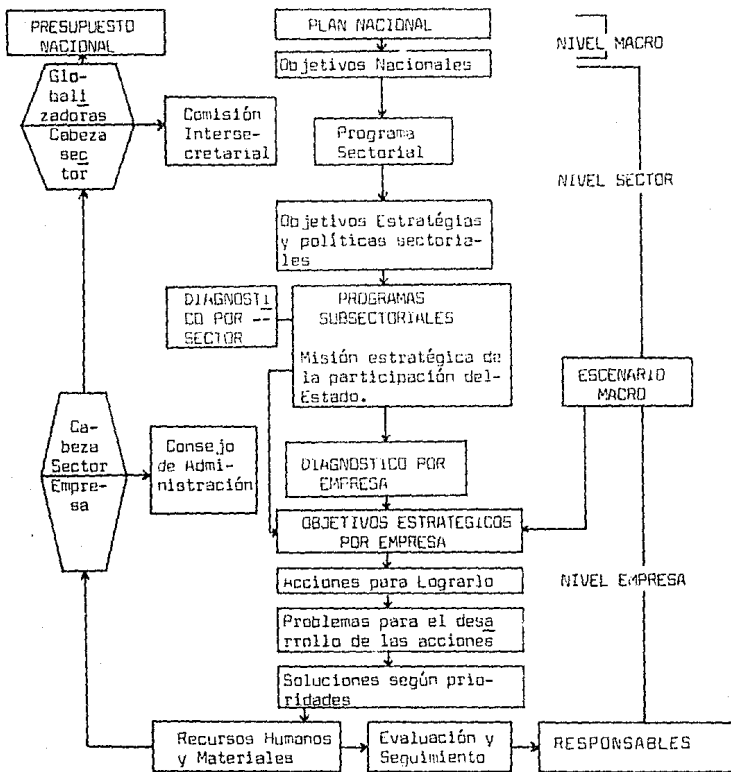 PRESUPUESTO
NACIONAL
PLAN NACIONAL
NIVEL MACRO
Objetivos Nacionales
Glo-
bali
zadoras
Cabeza
sec
tor
Comisión
Interse-
cretarial
Programa
Sectorial
NIVEL SECTOR
Objetivos Estratégias
y políticas sectoria-
les
DIAGNOSTI
CO POR --
SECTOR
PROGRAMAS
SUBSECTORIALES
Misión estratégica de
la participación del-
Estado.
ESCENARIO
MACRO
Ca-
beza
Sector
Empre-
sa
Consejo
de Admi-
nistración
DIAGNOSTICO POR
EMPRESA
OBJETIVOS ESTRATEGICOS
POR EMPRESA
Acciones para Lograrlo
NIVEL EMPRESA
Problemas para el desa
rrollo de las acciones
Soluciones según prio-
ridades
Recursos Humanos
y Materiales
Evaluación y
Seguimiento
RESPONSABLES